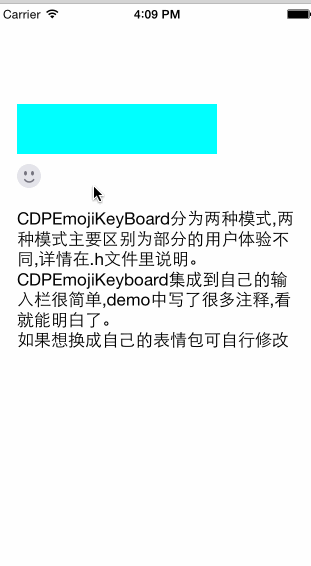 Carrier 4:09 PM
CDPEmojiKeyBoard分为两种模式,两
种模式主要区别为部分的用户体验不
同,详情在.h文件里说明。
CDPEmojiKeyboard集成到自己的输
入栏很简单,demo中写了很多注释,看
就能明白了。
如果想换成自己的表情包可自行修改